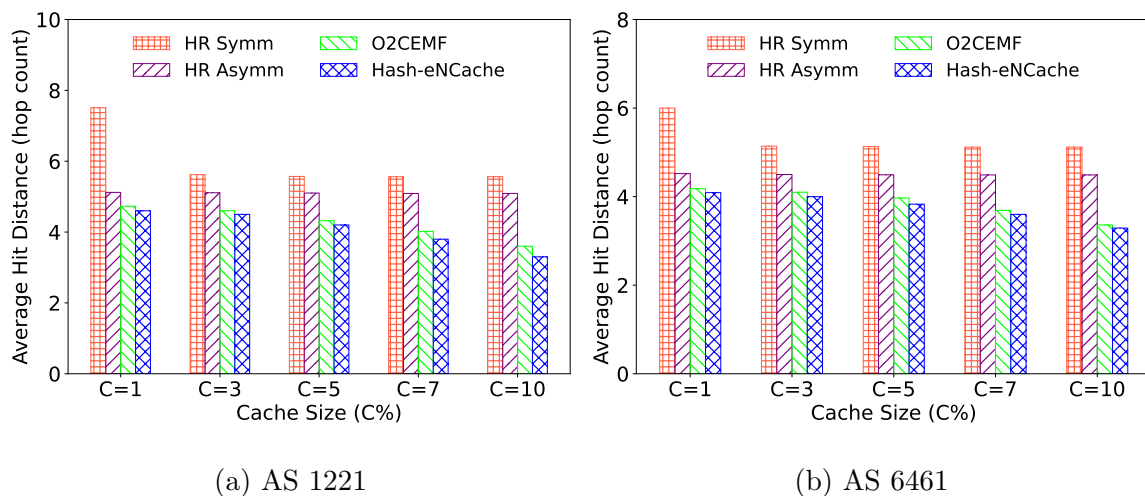 Average Hit Distance (hop count)
10
8
6
4
2
0
HR Symm
HR Asymm
O2CEMF
Hash-eNCache
C=1 C=3 C=5 C=7 C=10
Cache Size (C%)
(a) AS 1221
Average Hit Distance (hop count)
8
6
4
2
0
HR Symm
HR Asymm
O2CEMF
Hash-eNCache
C=1 C=3 C=5 C=7 C=10
Cache Size (C%)
(b) AS 6461